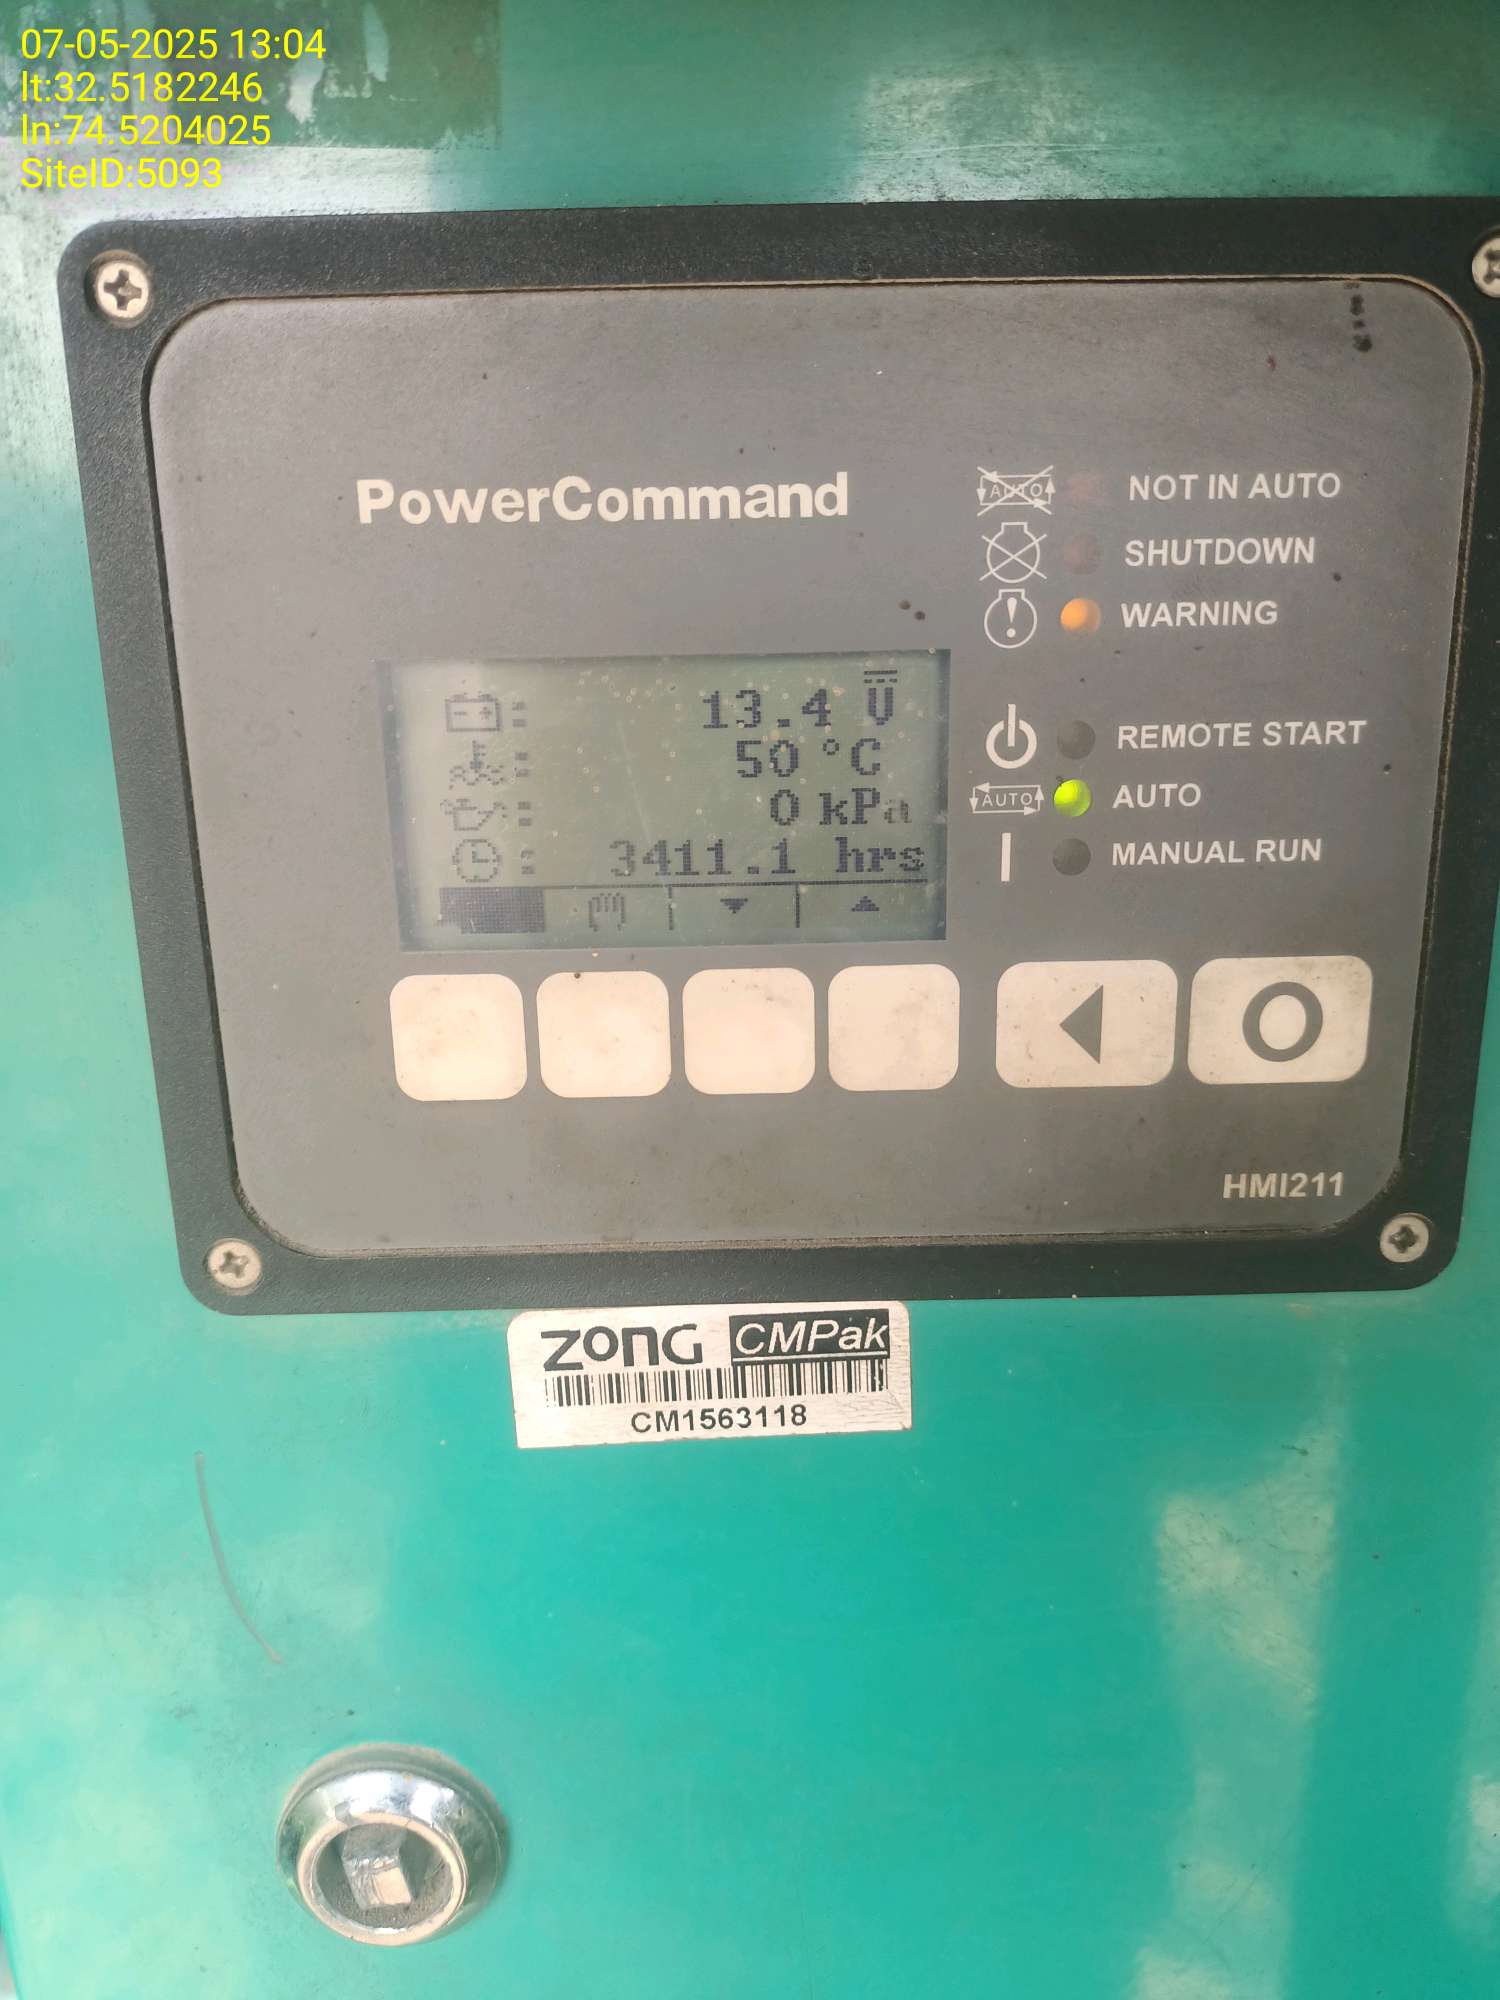 07-05-2025 13:04
lt:32.5182246
ln:74.5204025
SiteID:5093
PowerCommand
AUTO NOT IN AUTO
SHUTDOWN
! WARNING
13.4 V
50 °C
0 kPa
3411.1 hrs
REMOTE START
AUTO AUTO
MANUAL RUN
HMI211
ZONG CMPak
CM1563118